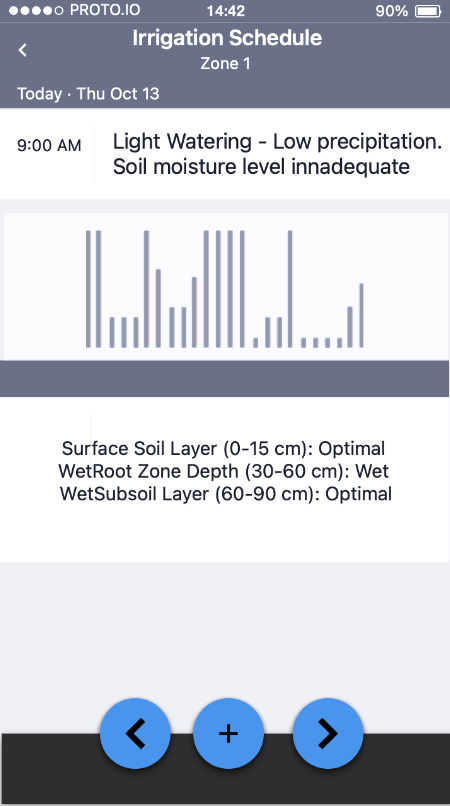 PROTO.IO 14:42 90%
Irrigation Schedule
Zone 1
Today · Thu Oct 13
9:00 AM Light Watering - Low precipitation.
Soil moisture level innadequate
Surface Soil Layer (0-15 cm): Optimal
WetRoot Zone Depth (30-60 cm): Wet
WetSubsoil Layer (60-90 cm): Optimal